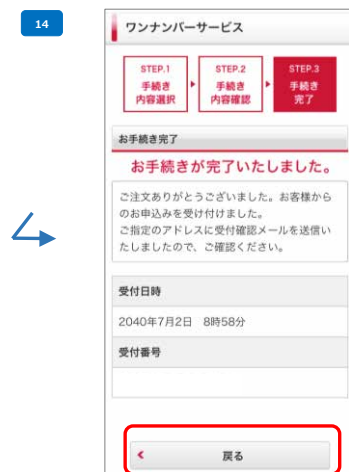 14
ワンナンバーサービス
STEP.1
手続き
内容選択
STEP.2
手続き
内容確認
STEP.3
手続き
完了
お手続き完了
お手続きが完了いたしました。
ご注文ありがとうございました。お客様から
のお申込みを受け付けました。
ご指定のアドレスに受付確認メールを送信い
たしましたので、ご確認ください。
受付日時
2040年7月2日 8時58分
受付番号
戻る